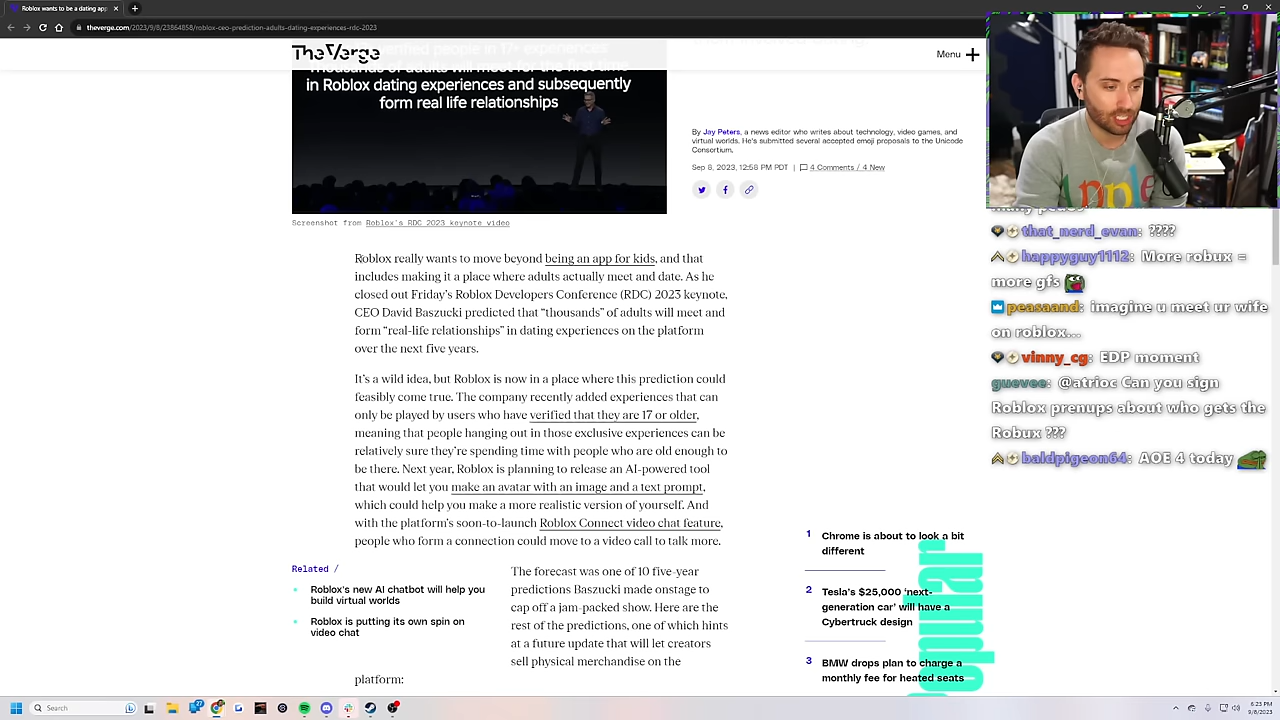 Roblox wants to be a dating app
theverge.com/2023/9/8/23864858/roblox-ceo-prediction-adults-dating-experiences-rdc-2023
TheVerge
Menu
verified people in 17+ experiences
Thousands of adults will meet for the first time
in Roblox dating experiences and subsequently
form real life relationships
By Jay Peters, a news editor who writes about technology, video games, and
virtual worlds. He's submitted several accepted emoji proposals to the Unicode
Consortium.
Sep 8, 2023, 12:58 PM PDT | 4 Comments / 4 New
Screenshot from Roblox's RDC 2023 keynote video
Roblox really wants to move beyond being an app for kids, and that
includes making it a place where adults actually meet and date. As he
closed out Friday's Roblox Developers Conference (RDC) 2023 keynote,
CEO David Baszucki predicted that "thousands" of adults will meet and
form "real-life relationships" in dating experiences on the platform
over the next five years.
It's a wild idea, but Roblox is now in a place where this prediction could
feasibly come true. The company recently added experiences that can
only be played by users who have verified that they are 17 or older,
meaning that people hanging out in those exclusive experiences can be
relatively sure they're spending time with people who are old enough to
be there. Next year, Roblox is planning to release an AI-powered tool
that would let you make an avatar with an image and a text prompt,
which could help you make a more realistic version of yourself. And
with the platform's soon-to-launch Roblox Connect video chat feature,
people who form a connection could move to a video call to talk more.
Related /
Roblox's new AI chatbot will help you
build virtual worlds
Roblox is putting its own spin on
video chat
The forecast was one of 10 five-year
predictions Baszucki made onstage to
cap off a jam-packed show. Here are the
rest of the predictions, one of which hints
at a future update that will let creators
sell physical merchandise on the
platform:
1 Chrome is about to look a bit
different
2 Tesla's $25,000 'next-
generation car' will have a
Cybertruck design
3 BMW drops plan to charge a
monthly fee for heated seats
Popular
Apple
that_nerd_evan: ????
happyguy1112: More robux =
more gfs
peasaand: imagine u meet ur wife
on roblox...
vinny_cg: EDP moment
guevee: @atrioc Can you sign
Roblox prenups about who gets the
Robux ???
baldpigeon64: AOE 4 today
Search
6:23 PM
9/8/2023